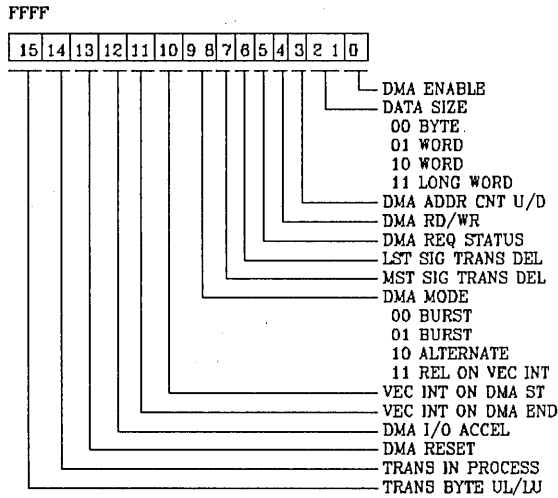 FFFF
15 14 13 12 11 10 9 8 7 6 5 4 3 2 1 0
DMA ENABLE
DATA SIZE
00 BYTE
01 WORD
10 WORD
11 LONG WORD
DMA ADDR CNT U/D
DMA RD/WR
DMA REQ STATUS
LST SIG TRANS DEL
MST SIG TRANS DEL
DMA MODE
00 BURST
01 BURST
10 ALTERNATE
11 REL ON VEC INT
VEC INT ON DMA ST
VEC INT ON DMA END
DMA I/O ACCEL
DMA RESET
TRANS IN PROCESS
TRANS BYTE UL/LU